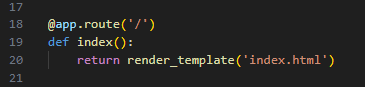 17
18 @app.route('/')
19 def index():
20     return render_template('index.html')
21